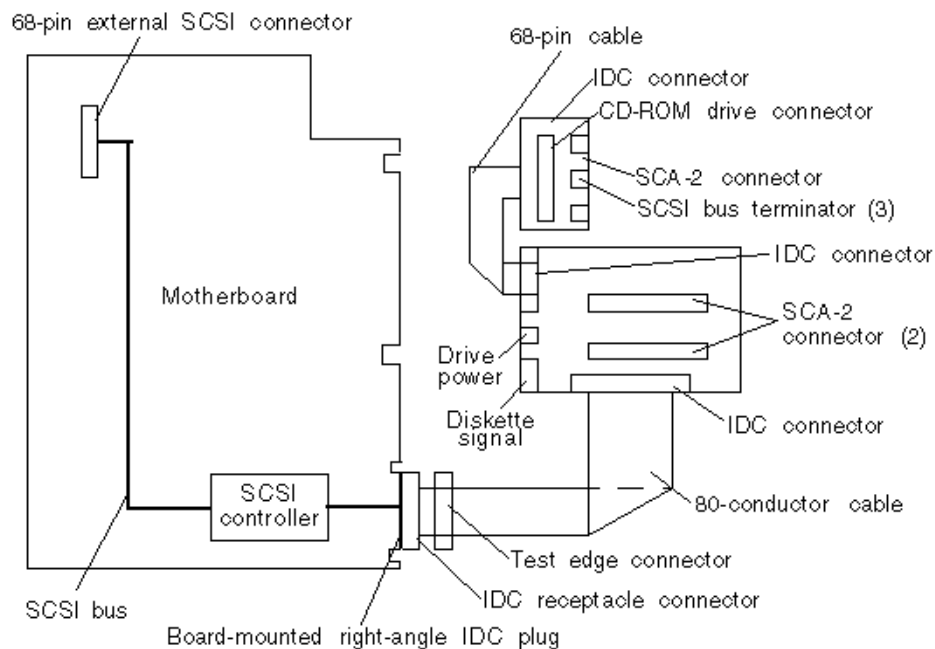 68-pin external SCSI connector
68-pin cable
IDC connector
CD-ROM drive connector
SCA-2 connector
SCSI bus terminator (3)
IDC connector
Motherboard
SCA-2
connector (2)
Drive
power
Diskette
signal
IDC connector
SCSI
controller
80-conductor cable
Test edge connector
IDC receptacle connector
SCSI bus
Board-mounted right-angle IDC plug